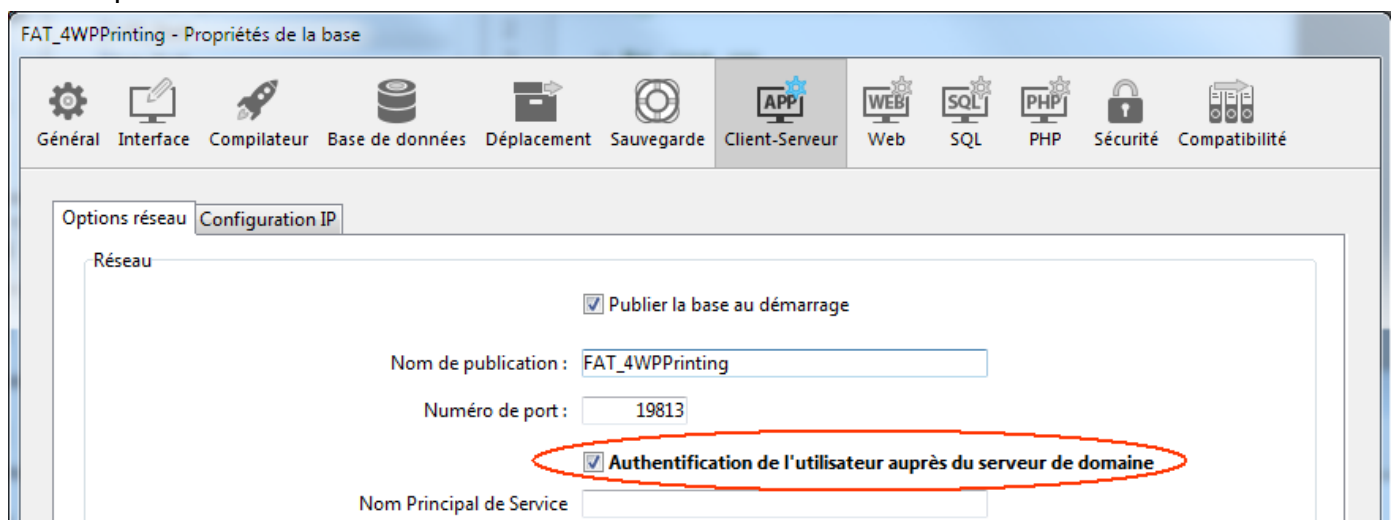 FAT_4WPPrinting - Propriétés de la base
APP WEB SQL PHP
Général Interface Compilateur Base de données Déplacement Sauvegarde Client-Serveur Web SQL PHP Sécurité Compatibilité
Options réseau Configuration IP
Réseau
Publier la base au démarrage
Nom de publication : FAT_4WPPrinting
Numéro de port : 19813
Authentification de l'utilisateur auprès du serveur de domaine
Nom Principal de Service